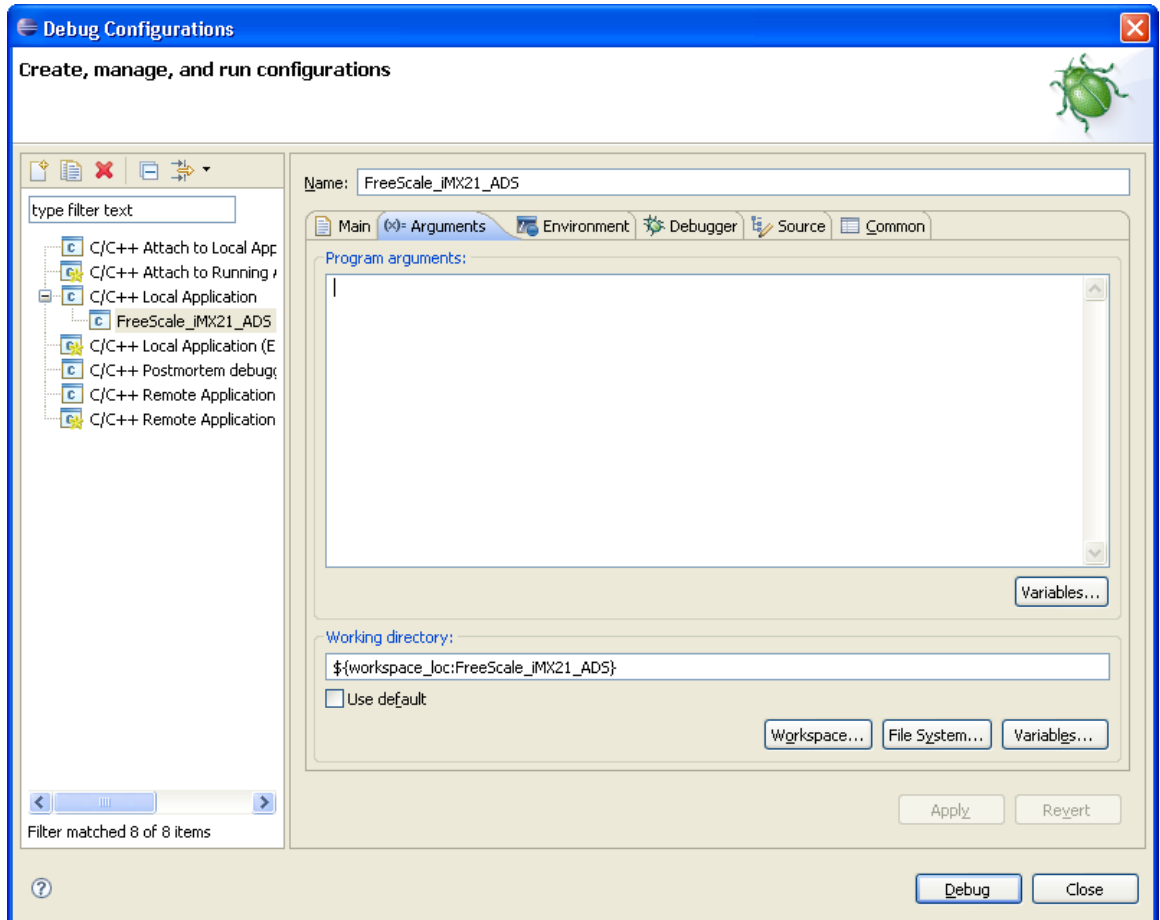 Debug Configurations
Create, manage, and run configurations
type filter text
C/C++ Attach to Local App
C/C++ Attach to Running
C/C++ Local Application
FreeScale_iMX21_ADS
C/C++ Local Application (E
C/C++ Postmortem debugg
C/C++ Remote Application
C/C++ Remote Application
Filter matched 8 of 8 items
Name: FreeScale_iMX21_ADS
Main (x)= Arguments Environment Debugger Source Common
Program arguments:
Variables...
Working directory:
${workspace_loc:FreeScale_iMX21_ADS}
Use default
Workspace... File System... Variables...
Apply Revert
Debug Close